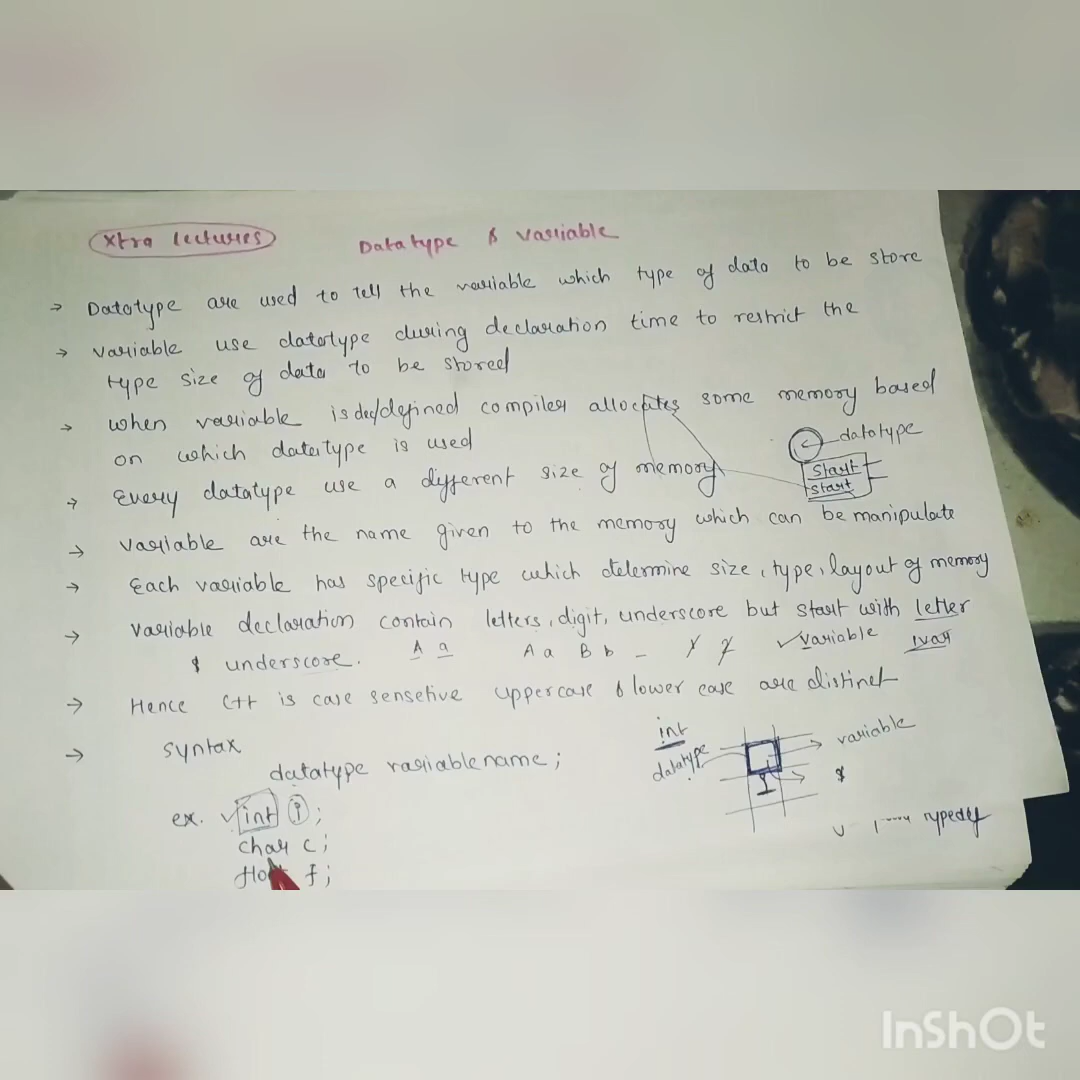 Xtra lectures Datatype & variable
→ Datatype are used to tell the variable which type of data to be store
→ variable use datatype during declaration time to restrict the
type size of data to be stored
→ when variable is dec/defined compiler allocates some memory based
on which datatype is used
datatype
start
start
→ Every datatype use a different size of memory
→ variable are the name given to the memory which can be manipulate
→ Each variable has specific type which determine size, type, layout of memory
→ variable declaration contain letters, digit, underscore but start with letter
& underscore. A a A a B b _ variable 1var
→ Hence C++ is case sensetive uppercase & lower case are distinct
→ syntax
datatype variablename;
int
datatype
variable
ex. int i;
char c;
f;
typedef